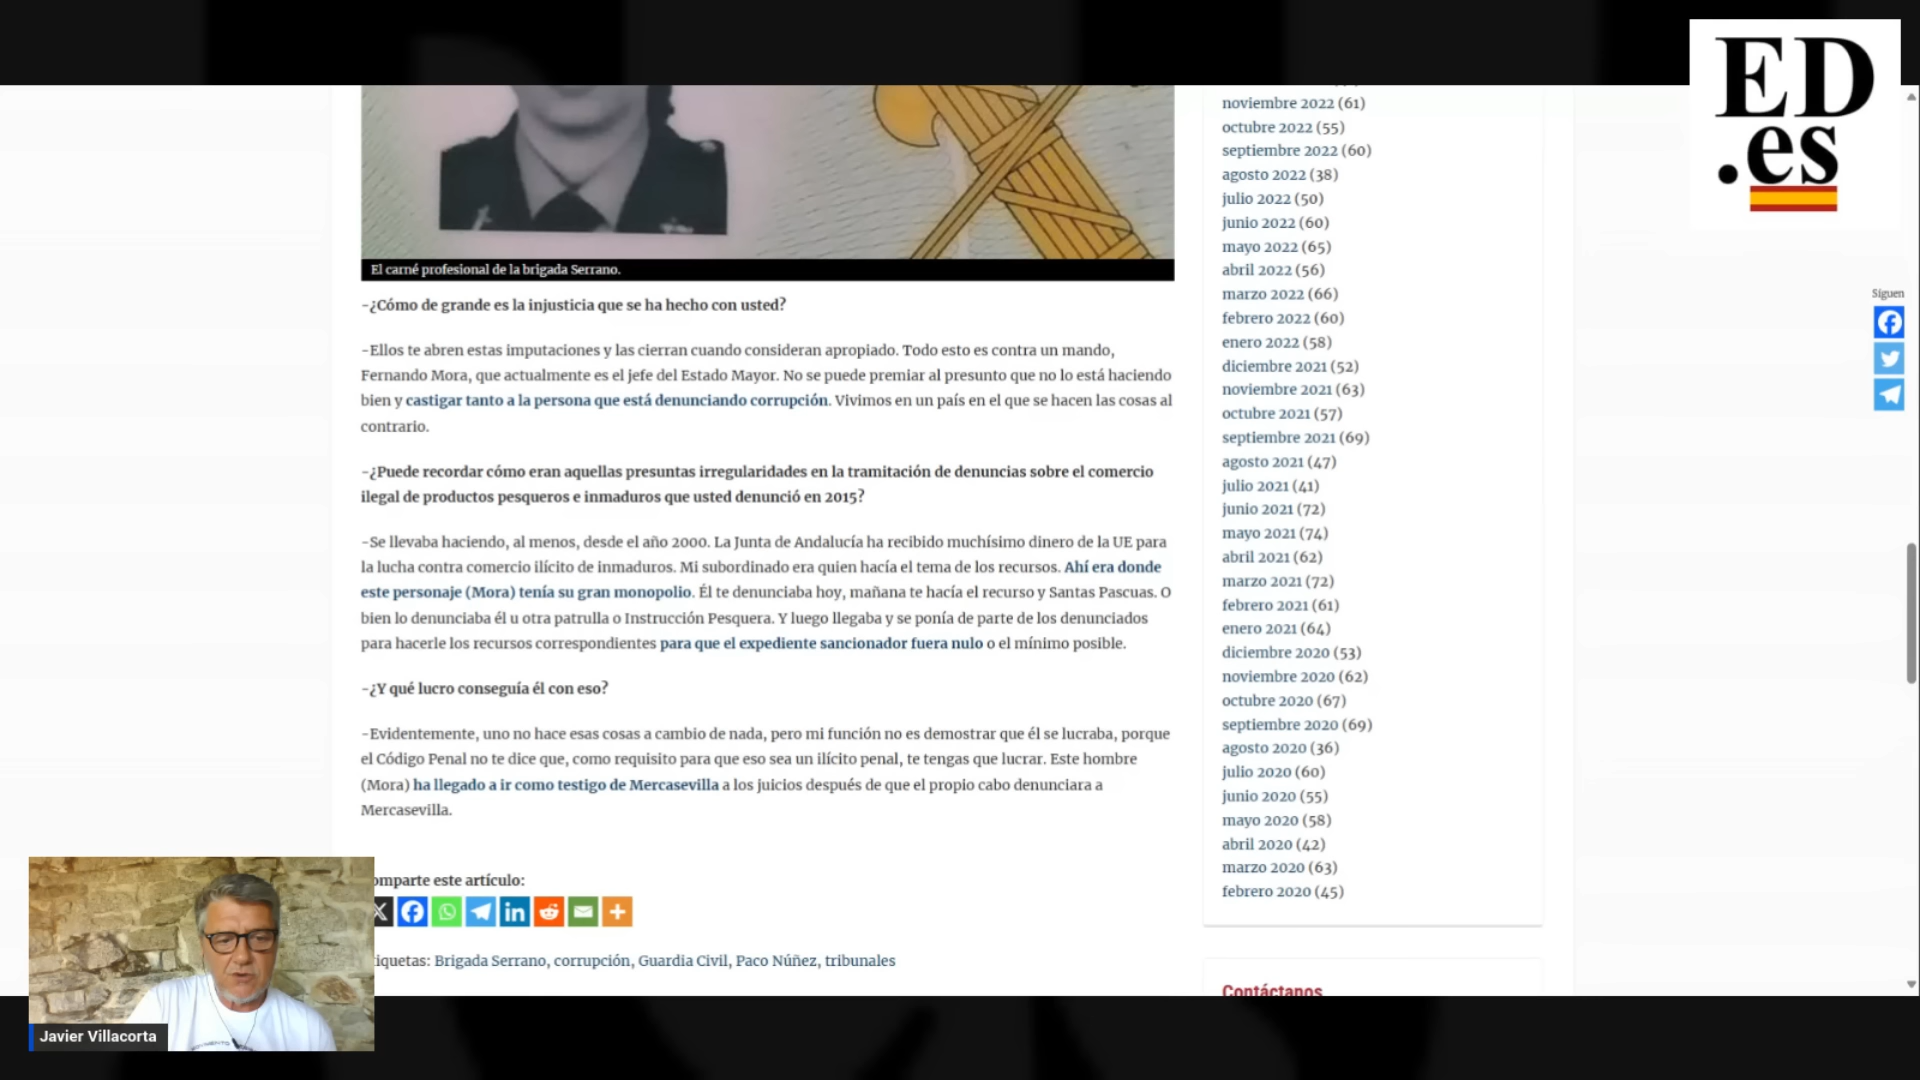 ED
.es
El carné profesional de la brigada Serrano.
-¿Cómo de grande es la injusticia que se ha hecho con usted?
-Ellos te abren estas imputaciones y las cierran cuando consideran apropiado. Todo esto es contra un mando,
Fernando Mora, que actualmente es el jefe del Estado Mayor. No se puede premiar al presunto que no lo está haciendo
bien y castigar tanto a la persona que está denunciando corrupción. Vivimos en un país en el que se hacen las cosas al
contrario.
-¿Puede recordar cómo eran aquellas presuntas irregularidades en la tramitación de denuncias sobre el comercio
ilegal de productos pesqueros e inmaduros que usted denunció en 2015?
-Se llevaba haciendo, al menos, desde el año 2000. La Junta de Andalucía ha recibido muchísimo dinero de la UE para
la lucha contra comercio ilícito de inmaduros. Mi subordinado era quien hacía el tema de los recursos. Ahí era donde
este personaje (Mora) tenía su gran monopolio. Él te denunciaba hoy, mañana te hacía el recurso y Santas Pascuas. O
bien lo denunciaba él u otra patrulla o Instrucción Pesquera. Y luego llegaba y se ponía de parte de los denunciados
para hacerle los recursos correspondientes para que el expediente sancionador fuera nulo o el mínimo posible.
-¿Y qué lucro conseguía él con eso?
-Evidentemente, uno no hace esas cosas a cambio de nada, pero mi función no es demostrar que él se lucraba, porque
el Código Penal no te dice que, como requisito para que eso sea un ilícito penal, te tengas que lucrar. Este hombre
(Mora) ha llegado a ir como testigo de Mercasevilla a los juicios después de que el propio cabo denunciara a
Mercasevilla.
omparte este artículo:
iquetas: Brigada Serrano, corrupción, Guardia Civil, Paco Núñez, tribunales
noviembre 2022 (61)
octubre 2022 (55)
septiembre 2022 (60)
agosto 2022 (38)
julio 2022 (50)
junio 2022 (60)
mayo 2022 (65)
abril 2022 (56)
marzo 2022 (66)
febrero 2022 (60)
enero 2022 (58)
diciembre 2021 (52)
noviembre 2021 (63)
octubre 2021 (57)
septiembre 2021 (69)
agosto 2021 (47)
julio 2021 (41)
junio 2021 (72)
mayo 2021 (74)
abril 2021 (62)
marzo 2021 (72)
febrero 2021 (61)
enero 2021 (64)
diciembre 2020 (53)
noviembre 2020 (62)
octubre 2020 (67)
septiembre 2020 (69)
agosto 2020 (36)
julio 2020 (60)
junio 2020 (55)
mayo 2020 (58)
abril 2020 (42)
marzo 2020 (63)
febrero 2020 (45)
Contáctanos
Síguen
Javier Villacorta